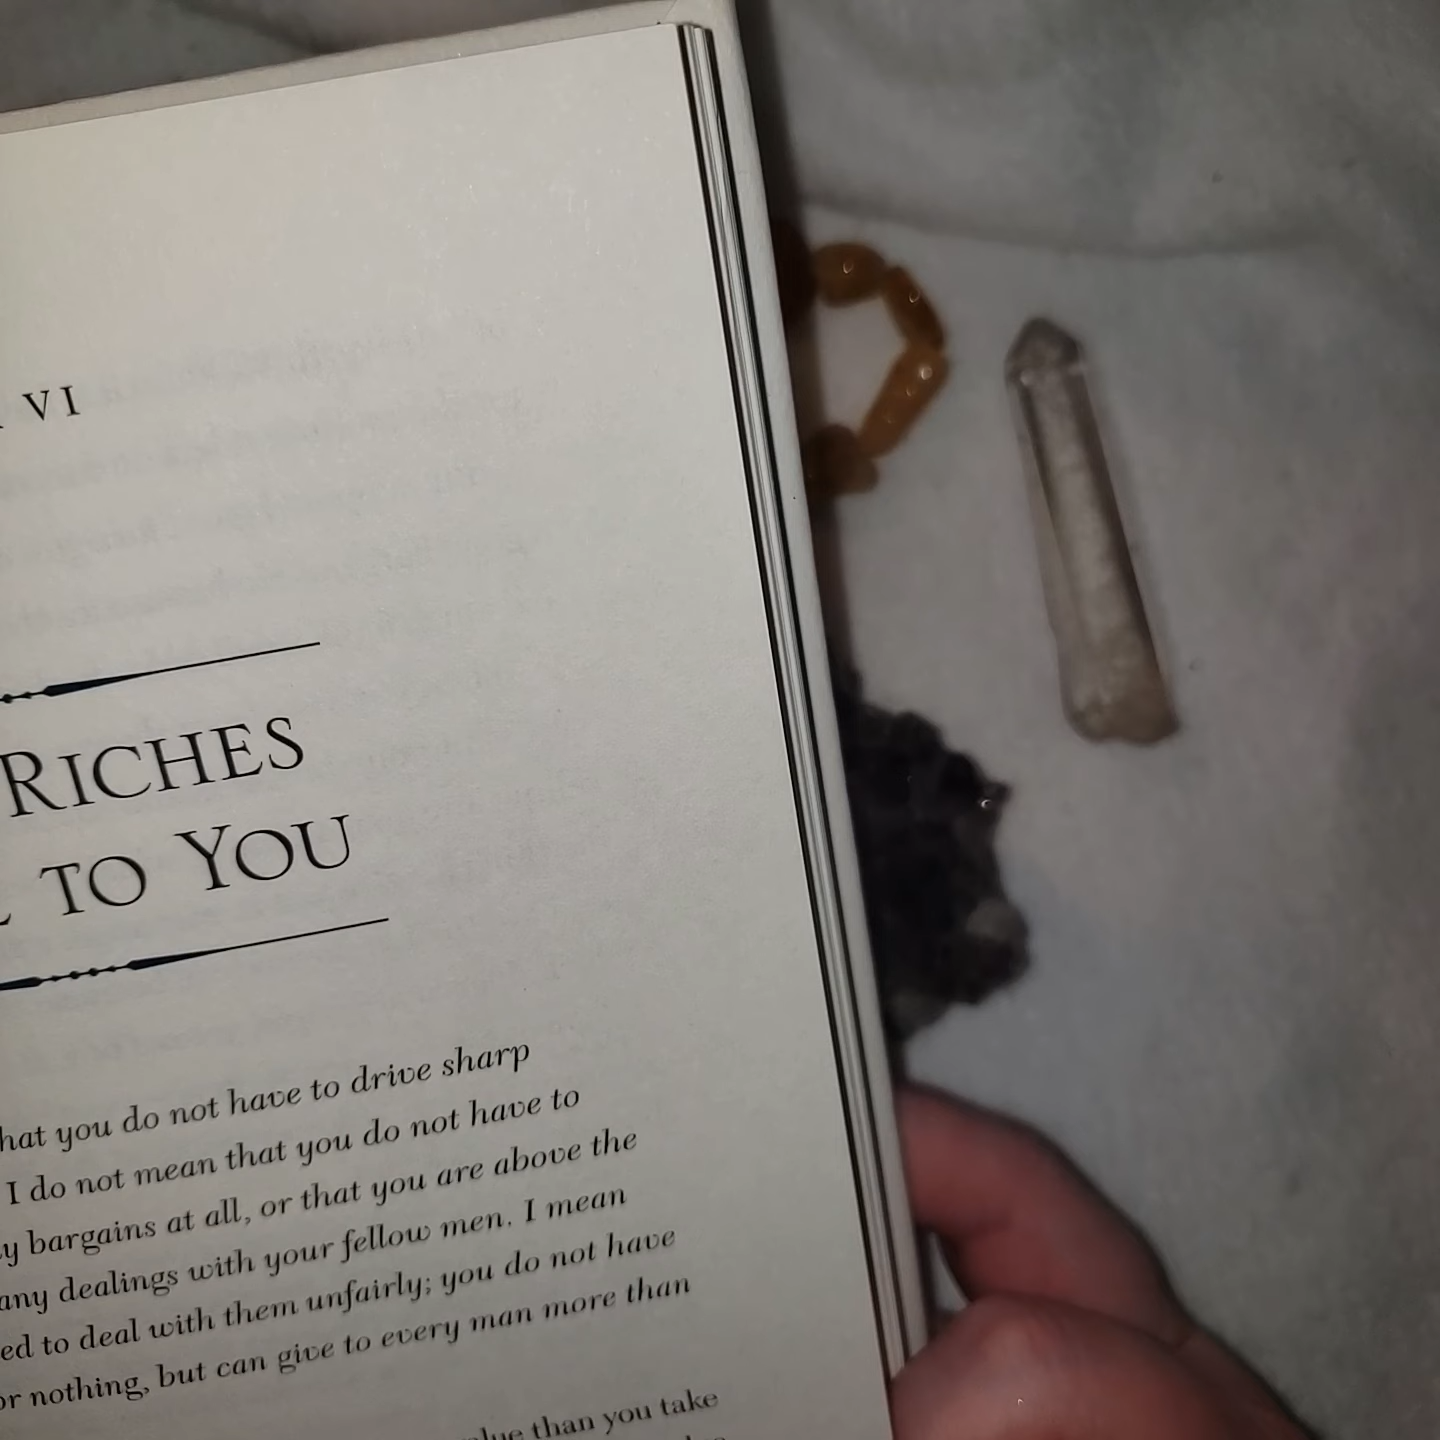 VI
RICHES
TO YOU
that you do not have to drive sharp
I do not mean that you do not have to
bargains at all, or that you are above the
any dealings with your fellow men. I mean
to deal with them unfairly; you do not have
nothing, but can give to every man more than
than you take